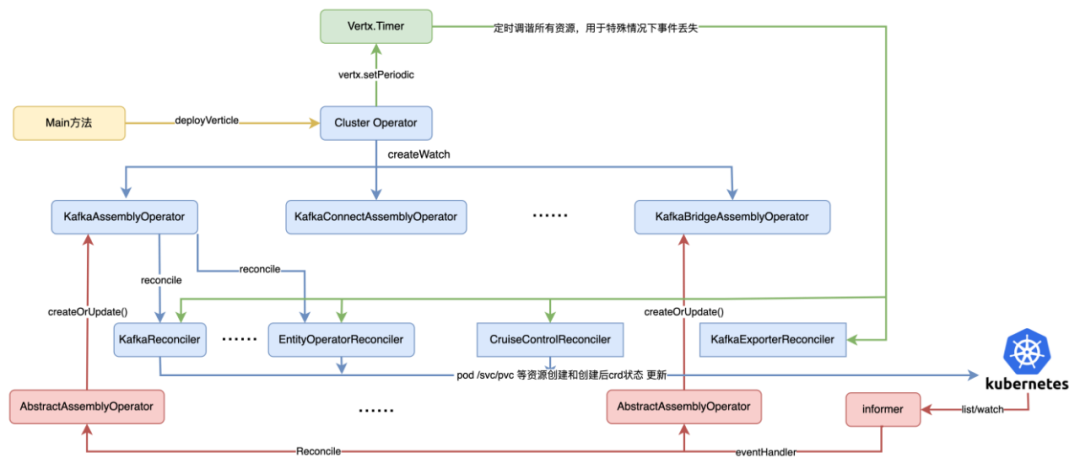 Vertx.Timer
定时调谐所有资源，用于特殊情况下事件丢失
vertx.setPeriodic
Main方法
deployVerticle
Cluster Operator
createWatch
KafkaAssemblyOperator
KafkaConnectAssemblyOperator
······
KafkaBridgeAssemblyOperator
reconcile
reconcile
createOrUpdate()
createOrUpdate()
KafkaReconciler
······
EntityOperatorReconciler
CruiseControlReconciler
KafkaExporterReconciler
pod /svc/pvc 等资源创建和创建后crd状态 更新
kubernetes
AbstractAssemblyOperator
······
AbstractAssemblyOperator
informer
list/watch
Reconcile
eventHandler